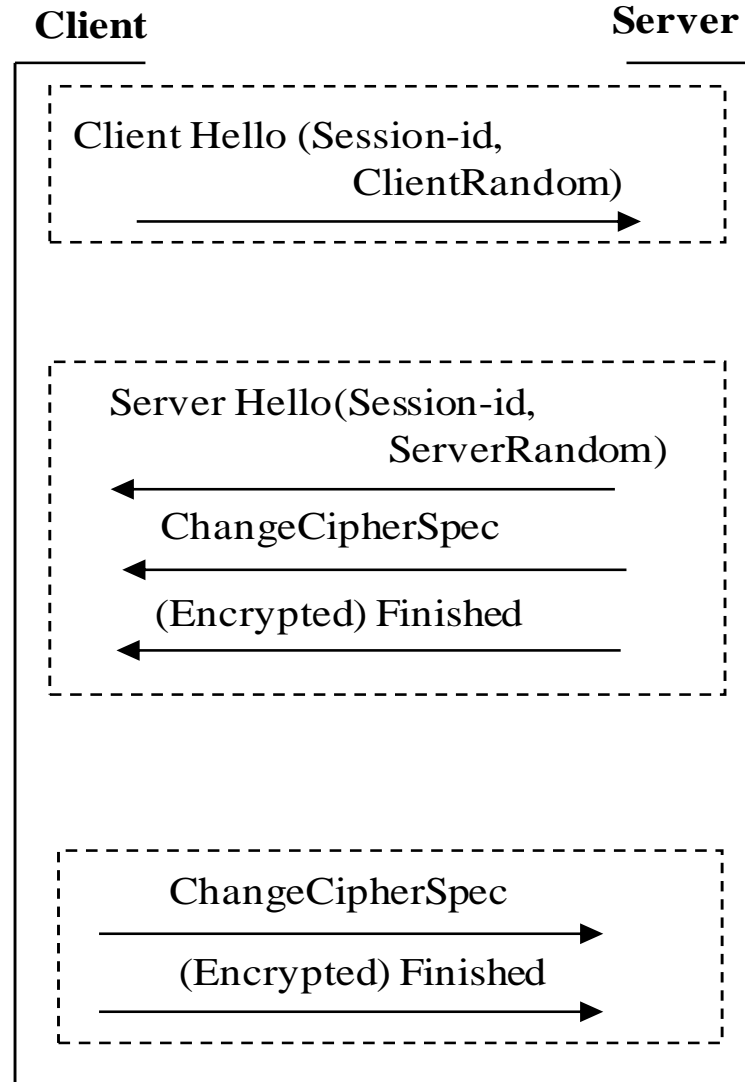 Client
Server
Client Hello (Session-id,
ClientRandom)
Server Hello(Session-id,
ServerRandom)
ChangeCipherSpec
(Encrypted) Finished
ChangeCipherSpec
(Encrypted) Finished